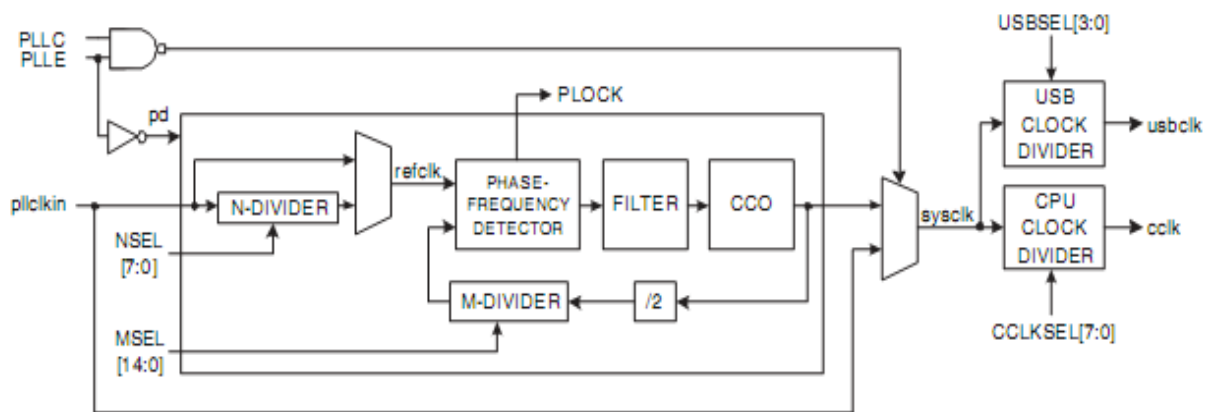 PLLC
PLLE
pd
PLOCK
USBSEL[3:0]
USB
CLOCK
DIVIDER
usbclk
pllclkin
N-DIVIDER
refclk
PHASE-
FREQUENCY
DETECTOR
FILTER
CCO
sysclk
CPU
CLOCK
DIVIDER
cclk
NSEL
[7:0]
M-DIVIDER
/2
MSEL
[14:0]
CCLKSEL[7:0]